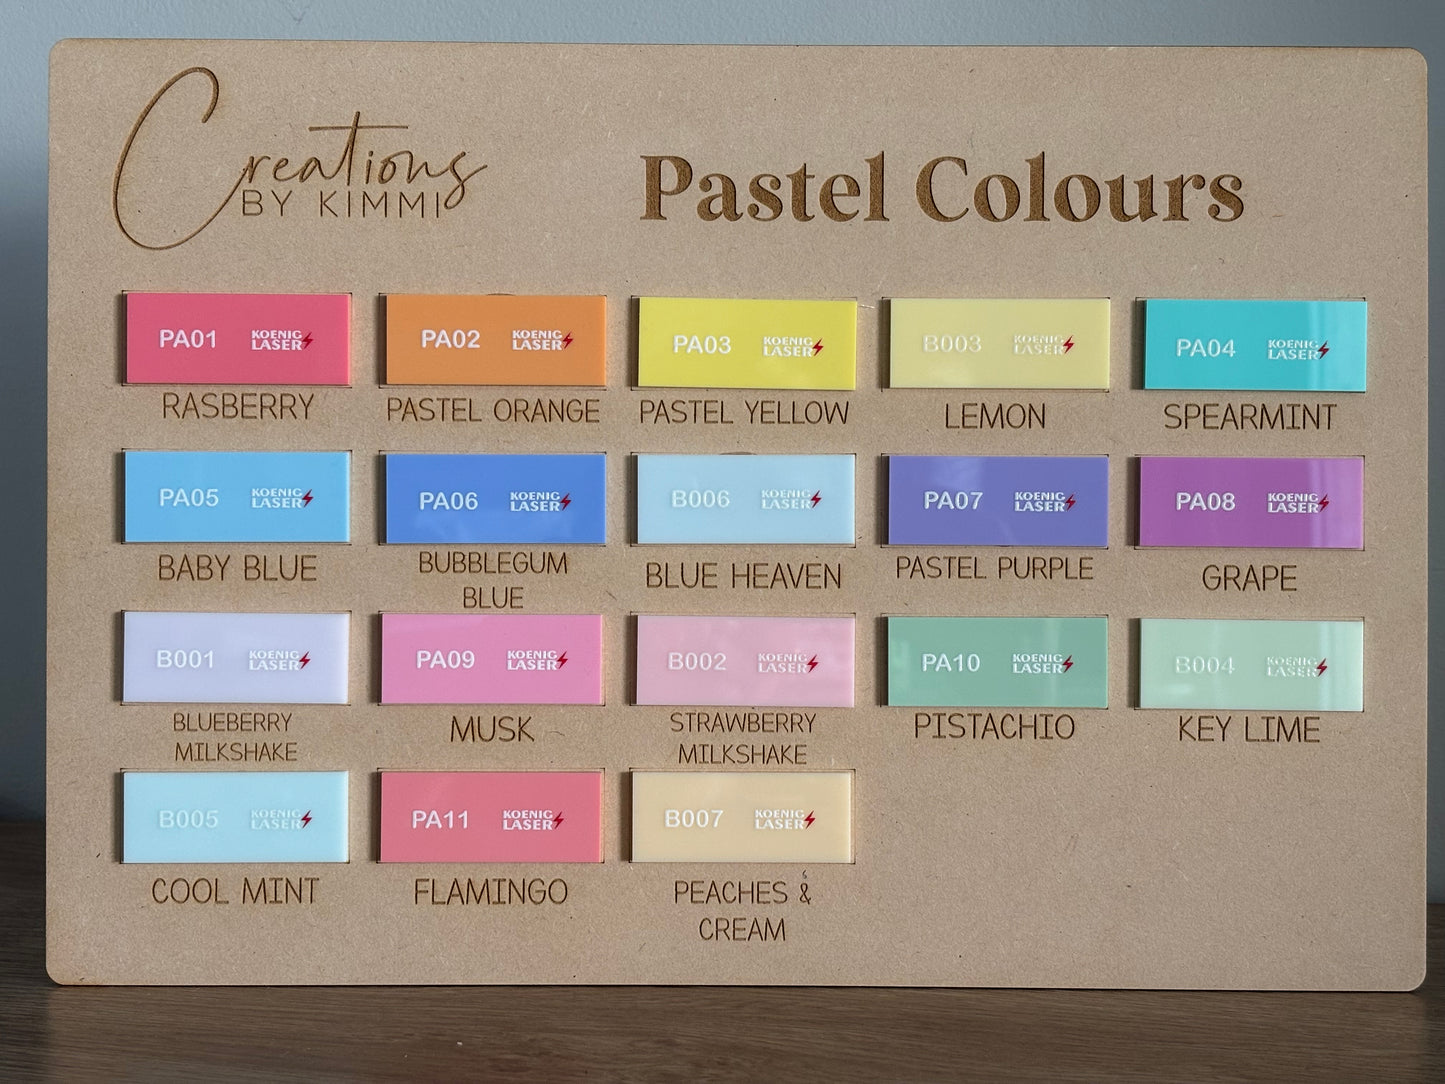 Creations
BY KIMMI
Pastel Colours
PA01 KOENIG LASER
PA02 KOENIG LASER
PA03 KOENIG LASER
B003 KOENIG LASER
PA04 KOENIG LASER
RASBERRY
PASTEL ORANGE
PASTEL YELLOW
LEMON
SPEARMINT
PA05 KOENIG LASER
PA06 KOENIG LASER
B006 KOENIG LASER
PA07 KOENIG LASER
PA08 KOENIG LASER
BABY BLUE
BUBBLEGUM
BLUE
BLUE HEAVEN
PASTEL PURPLE
GRAPE
B001 KOENIG LASER
PA09 KOENIG LASER
B002 KOENIG LASER
PA10 KOENIG LASER
B004 KOENIG LASER
BLUEBERRY
MILKSHAKE
MUSK
STRAWBERRY
MILKSHAKE
PISTACHIO
KEY LIME
B005 KOENIG LASER
PA11 KOENIG LASER
B007 KOENIG LASER
COOL MINT
FLAMINGO
PEACHES &
CREAM